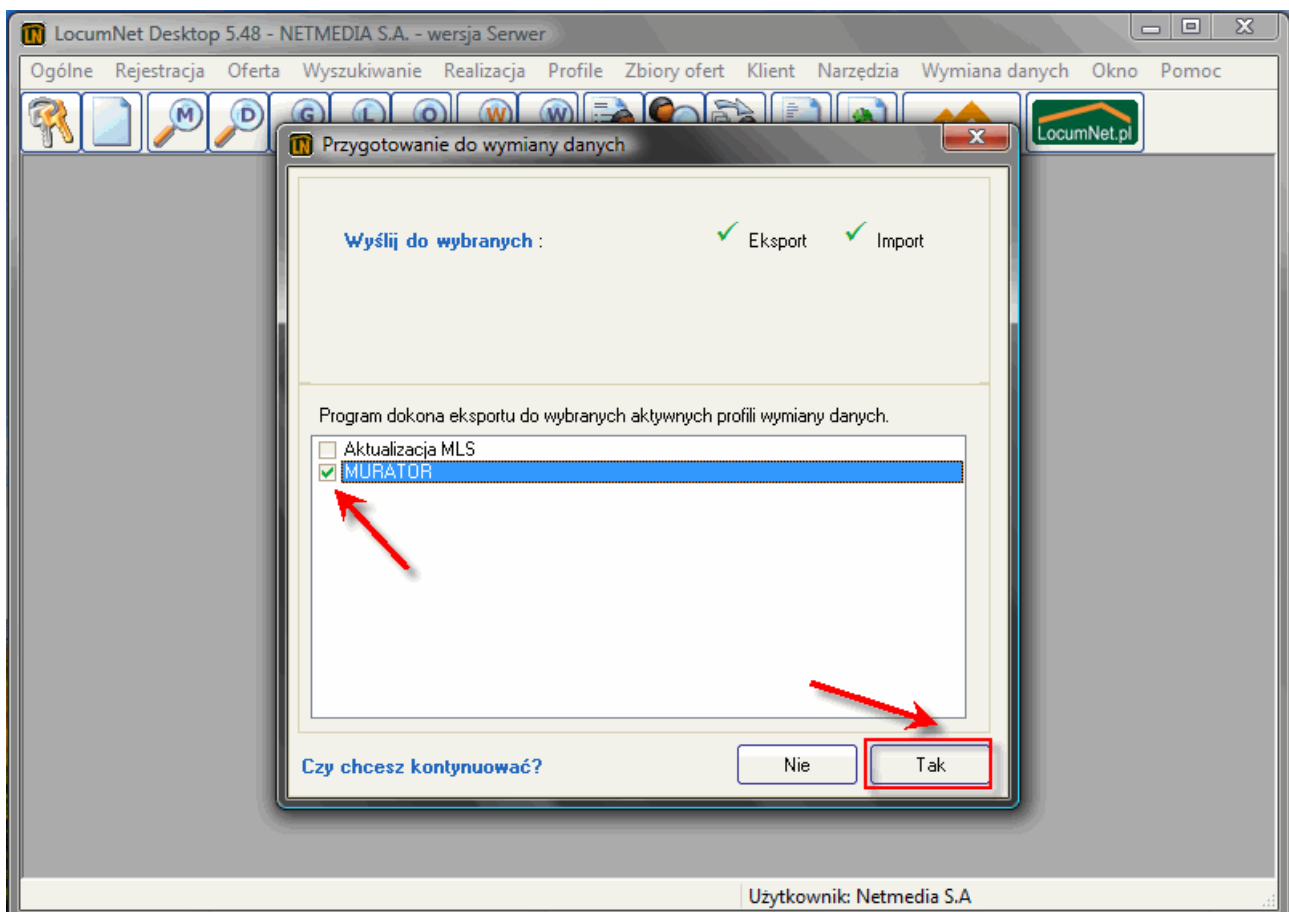 LocumNet Desktop 5.48 - NETMEDIA S.A. - wersja Serwer
Ogólne Rejestracja Oferta Wyszukiwanie Realizacja Profile Zbiory ofert Klient Narzędzia Wymiana danych Okno Pomoc
M D G L O W W LocumNet.pl
Przygotowanie do wymiany danych
Wyślij do wybranych : Eksport Import
Program dokona eksportu do wybranych aktywnych profili wymiany danych.
Aktualizacja MLS
MURATOR
Czy chcesz kontynuować? Nie Tak
Użytkownik: Netmedia S.A